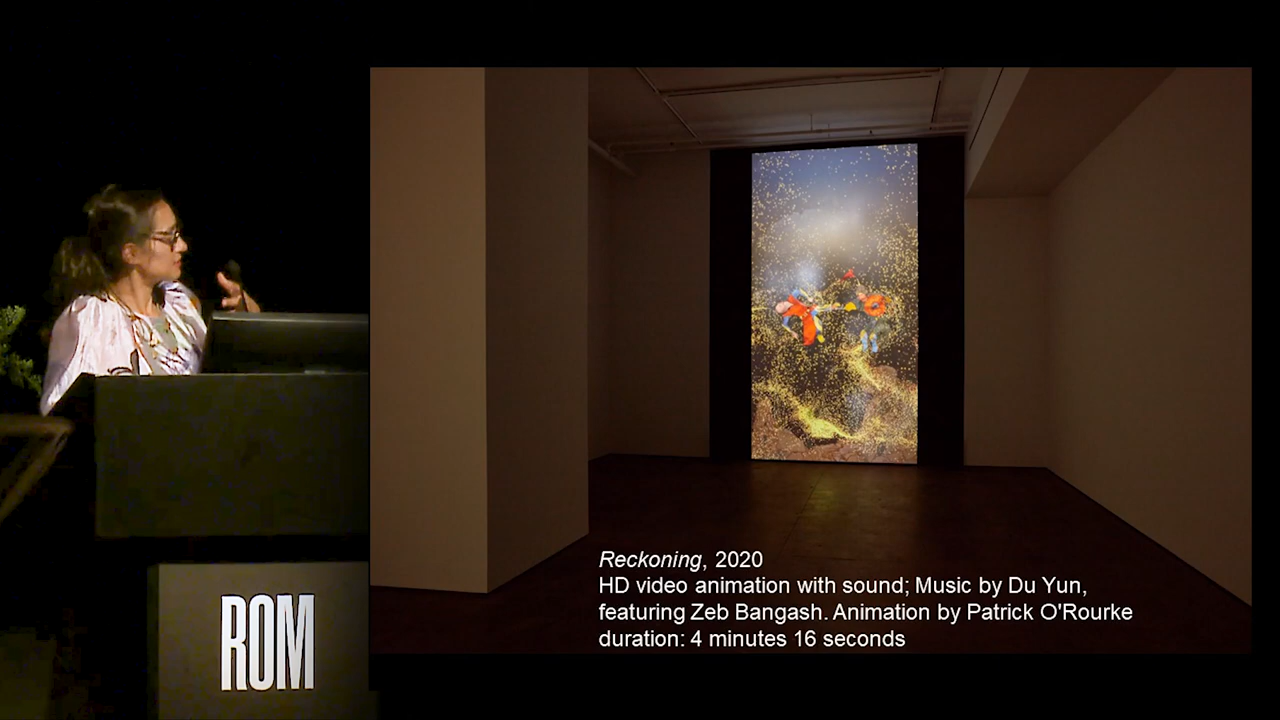 Reckoning, 2020
HD video animation with sound; Music by Du Yun,
featuring Zeb Bangash. Animation by Patrick O'Rourke
duration: 4 minutes 16 seconds
ROM